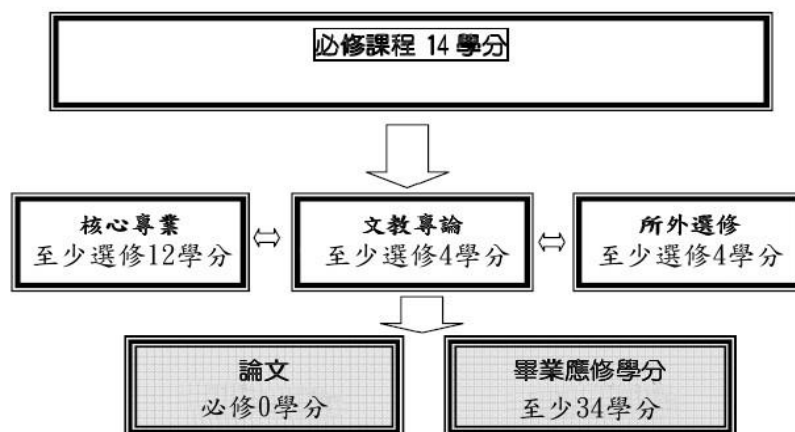 必修課程 14 學分
核心專業
至少選修12學分
文教專論
至少選修4學分
所外選修
至少選修4學分
論文
必修0學分
畢業應修學分
至少34學分